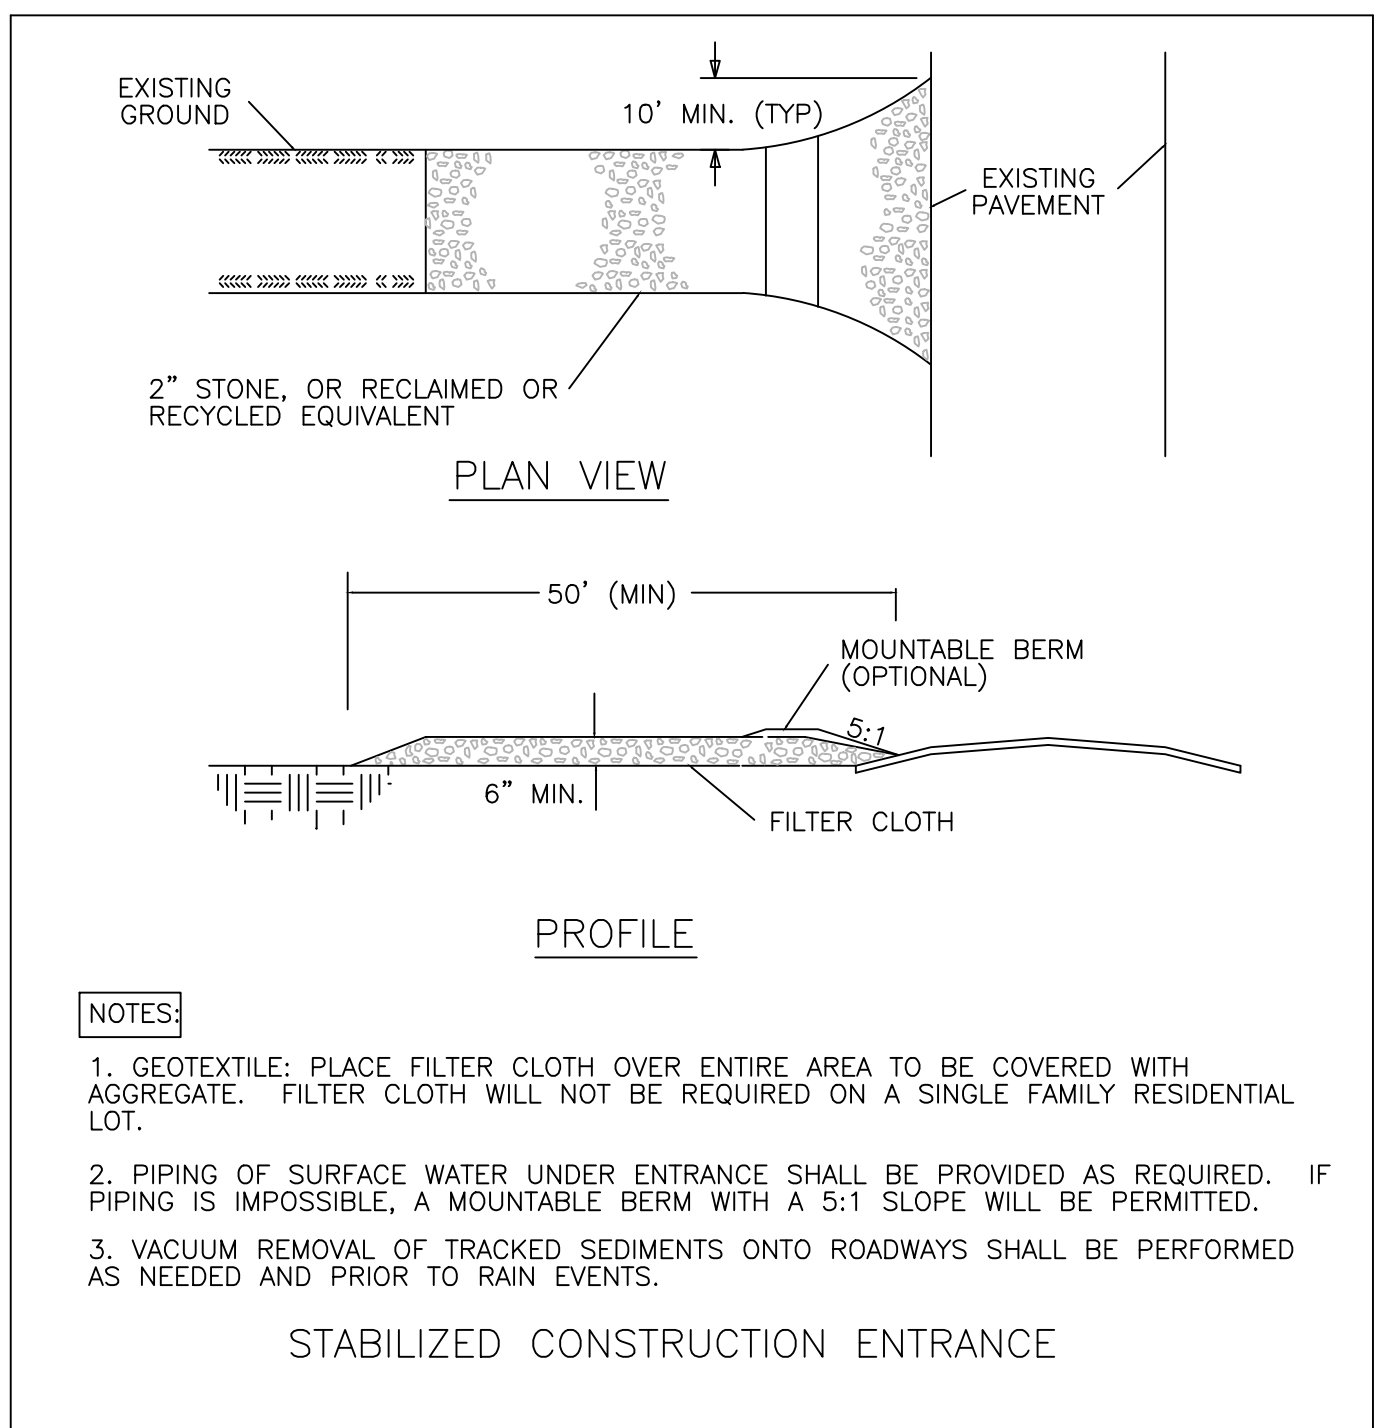 EXISTING
GROUND
10' MIN. (TYP)
EXISTING
PAVEMENT
2" STONE, OR RECLAIMED OR
RECYCLED EQUIVALENT
PLAN VIEW
50' (MIN)
MOUNTABLE BERM
(OPTIONAL)
5:1
6" MIN.
FILTER CLOTH
PROFILE
NOTES:
1. GEOTEXTILE: PLACE FILTER CLOTH OVER ENTIRE AREA TO BE COVERED WITH
AGGREGATE. FILTER CLOTH WILL NOT BE REQUIRED ON A SINGLE FAMILY RESIDENTIAL
LOT.
2. PIPING OF SURFACE WATER UNDER ENTRANCE SHALL BE PROVIDED AS REQUIRED. IF
PIPING IS IMPOSSIBLE, A MOUNTABLE BERM WITH A 5:1 SLOPE WILL BE PERMITTED.
3. VACUUM REMOVAL OF TRACKED SEDIMENTS ONTO ROADWAYS SHALL BE PERFORMED
AS NEEDED AND PRIOR TO RAIN EVENTS.
STABILIZED CONSTRUCTION ENTRANCE